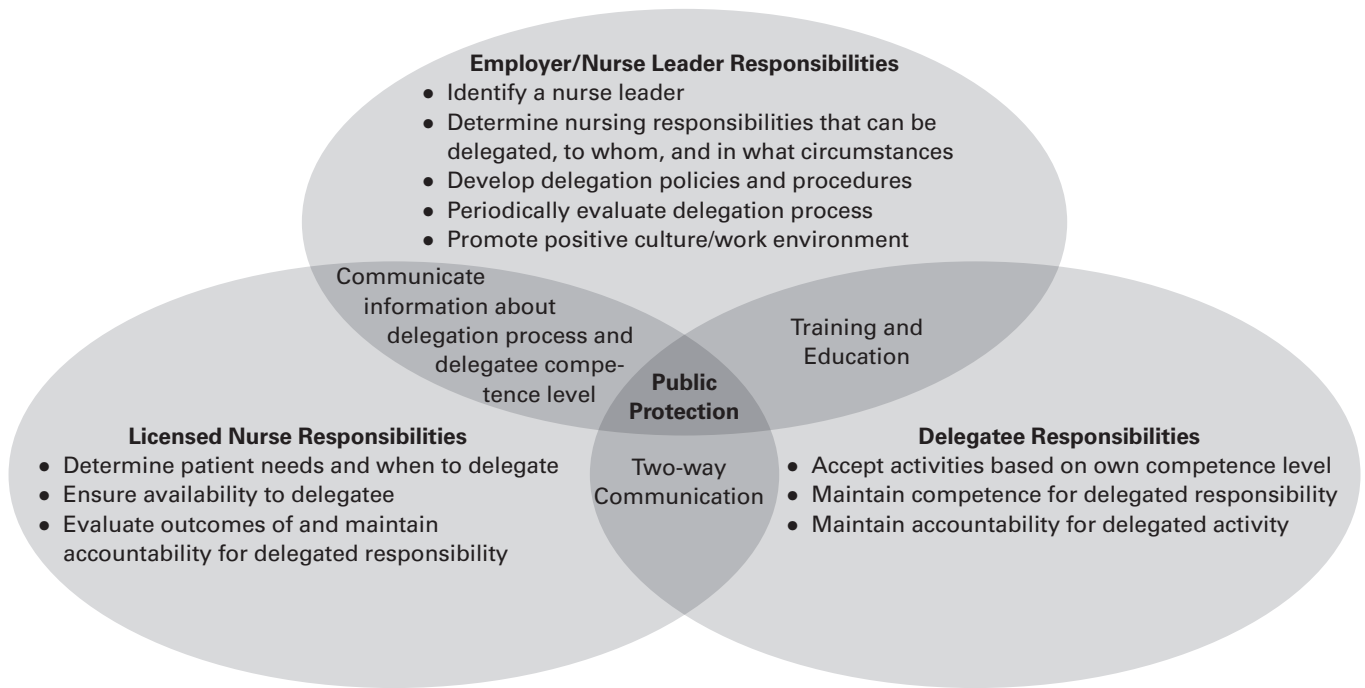 Employer/Nurse Leader Responsibilities
● Identify a nurse leader
● Determine nursing responsibilities that can be
delegated, to whom, and in what circumstances
● Develop delegation policies and procedures
● Periodically evaluate delegation process
● Promote positive culture/work environment
Communicate
information about
delegation process and
delegatee compe-
tence level
Training and
Education
Public
Protection
Licensed Nurse Responsibilities
● Determine patient needs and when to delegate
● Ensure availability to delegatee
● Evaluate outcomes of and maintain
accountability for delegated responsibility
Two-way
Communication
Delegatee Responsibilities
● Accept activities based on own competence level
● Maintain competence for delegated responsibility
● Maintain accountability for delegated activity